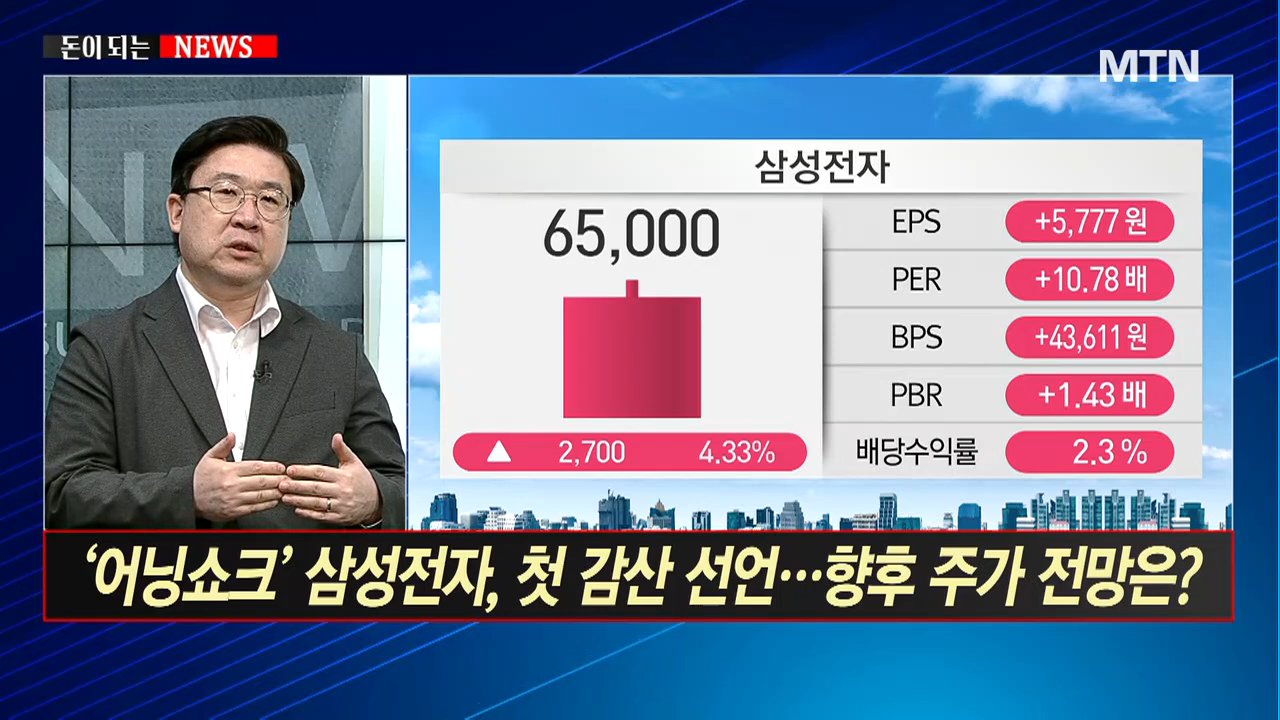 돈이 되는 NEWS
MTN
삼성전자
65,000
▲ 2,700 4.33%
EPS +5,777 원
PER +10.78 배
BPS +43,611 원
PBR +1.43 배
배당수익률 2.3 %
‘어닝쇼크’ 삼성전자, 첫 감산 선언…향후 주가 전망은?